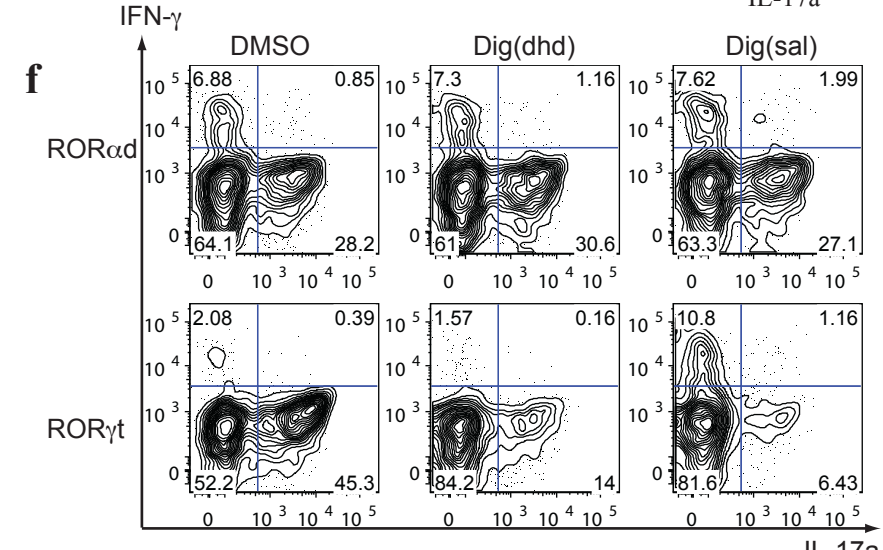 IL-17a
IFN-γ
DMSO Dig(dhd) Dig(sal)
f
RORαd
10 5 6.88 0.85
10 4
10 3
0 64.1 28.2
0 10 3 10 4 10 5
10 5 7.3 1.16
10 4
10 3
0 61 30.6
0 10 3 10 4 10 5
10 5 7.62 1.99
10 4
10 3
0 63.3 27.1
0 10 3 10 4 10 5
RORγt
10 5 2.08 0.39
10 4
10 3
0 52.2 45.3
0 10 3 10 4 10 5
10 5 1.57 0.16
10 4
10 3
0 84.2 14
0 10 3 10 4 10 5
10 5 10.8 1.16
10 4
10 3
0 81.6 6.43
0 10 3 10 4 10 5
IL-17a